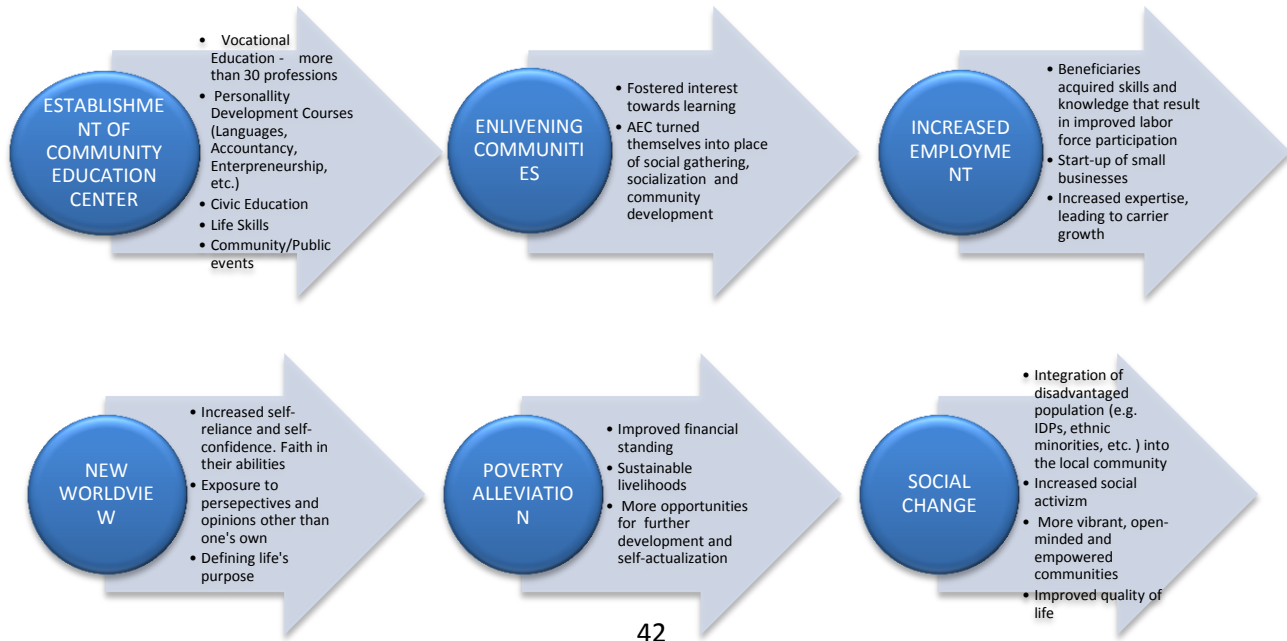 ESTABLISHME
NT OF
COMMUNITY
EDUCATION
CENTER
• Vocational
Education - more
than 30 professions
• Personallity
Development Courses
(Languages,
Accountancy,
Enterpreneurship,
etc.)
• Civic Education
• Life Skills
• Community/Public
events
ENLIVENING
COMMUNITI
ES
• Fostered interest
towards learning
• AEC turned
themselves into place
of social gathering,
socialization and
community
development
INCREASED
EMPLOYME
NT
• Beneficiaries
acquired skills and
knowledge that result
in improved labor
force participation
• Start-up of small
businesses
• Increased expertise,
leading to carrier
growth
NEW
WORLDVIE
W
• Increased self-
reliance and self-
confidence. Faith in
their abilities
• Exposure to
persepectives and
opinions other than
one's own
• Defining life's
purpose
POVERTY
ALLEVIATIO
N
• Improved financial
standing
• Sustainable
livelihoods
• More opportunities
for further
development and
self-actualization
SOCIAL
CHANGE
• Integration of
disadvantaged
population (e.g.
IDPs, ethnic
minorities, etc. ) into
the local community
• Increased social
activizm
• More vibrant, open-
minded and
empowered
communities
• Improved quality of
life
42